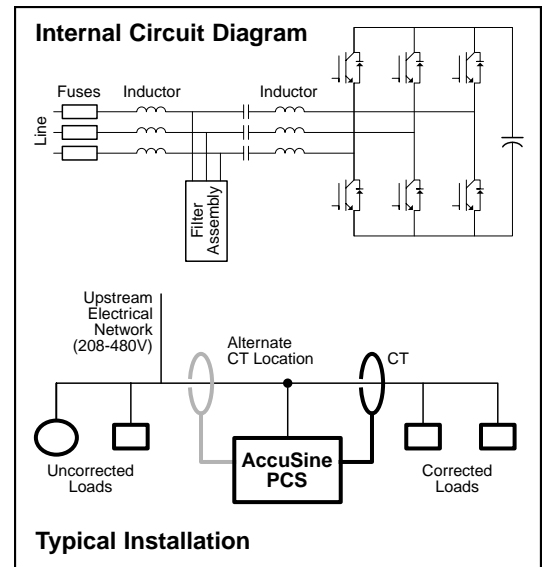 Internal Circuit Diagram
Fuses
Inductor
Inductor
Line
Filter
Assembly
Upstream
Electrical
Network
(208-480V)
Alternate
CT Location
CT
AccuSine
PCS
Uncorrected
Loads
Corrected
Loads
Typical Installation